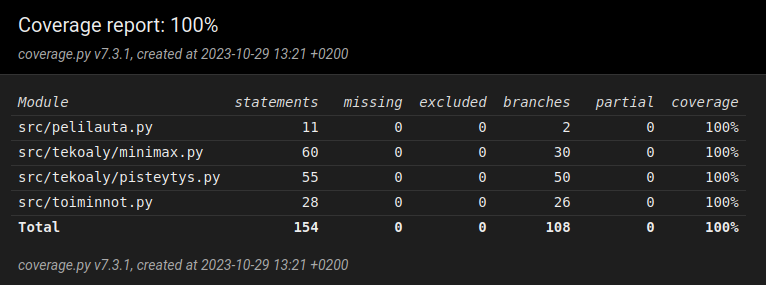 Coverage report: 100%
coverage.py v7.3.1, created at 2023-10-29 13:21 +0200
Module statements missing excluded branches partial coverage
src/pelilauta.py 11 0 0 2 0 100%
src/tekoaly/minimax.py 60 0 0 30 0 100%
src/tekoaly/pisteytys.py 55 0 0 50 0 100%
src/toiminnot.py 28 0 0 26 0 100%
Total 154 0 0 108 0 100%
coverage.py v7.3.1, created at 2023-10-29 13:21 +0200